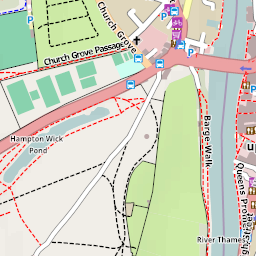 Church Grove
Church Grove Passage
P
P
P
Hampton Wick
Pond
Barge Walk
Queens Prom
River Thames